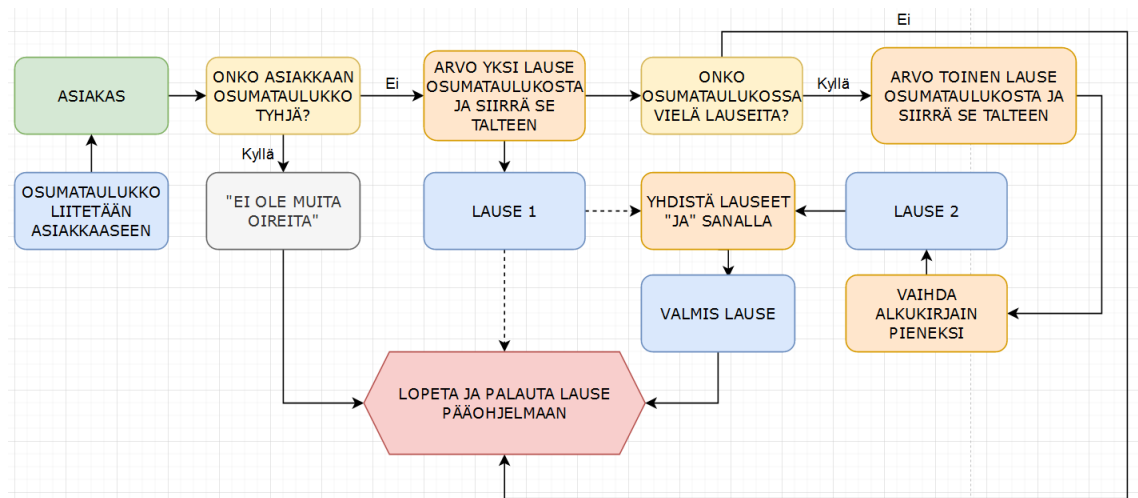 Ei
ASIAKAS
ONKO ASIAKKAAN
OSUMATAULUKKO
TYHJÄ?
Ei
ARVO YKSI LAUSE
OSUMATAULUKOSTA
JA SIIRRÄ SE
TALTEEN
ONKO
OSUMATAULUKOSSA
VIELÄ LAUSEITA?
Kyllä
ARVO TOINEN LAUSE
OSUMATAULUKOSTA JA
SIIRRÄ SE TALTEEN
Kyllä
OSUMATAULUKKO
LIITETÄÄN
ASIAKKAASEEN
"EI OLE MUITA
OIREITA"
LAUSE 1
YHDISTÄ LAUSEET
"JA" SANALLA
LAUSE 2
VALMIS LAUSE
VAIHDA
ALKUKIRJAIN
PIENEKSI
LOPETA JA PALAUTA LAUSE
PÄÄOHJELMAAN